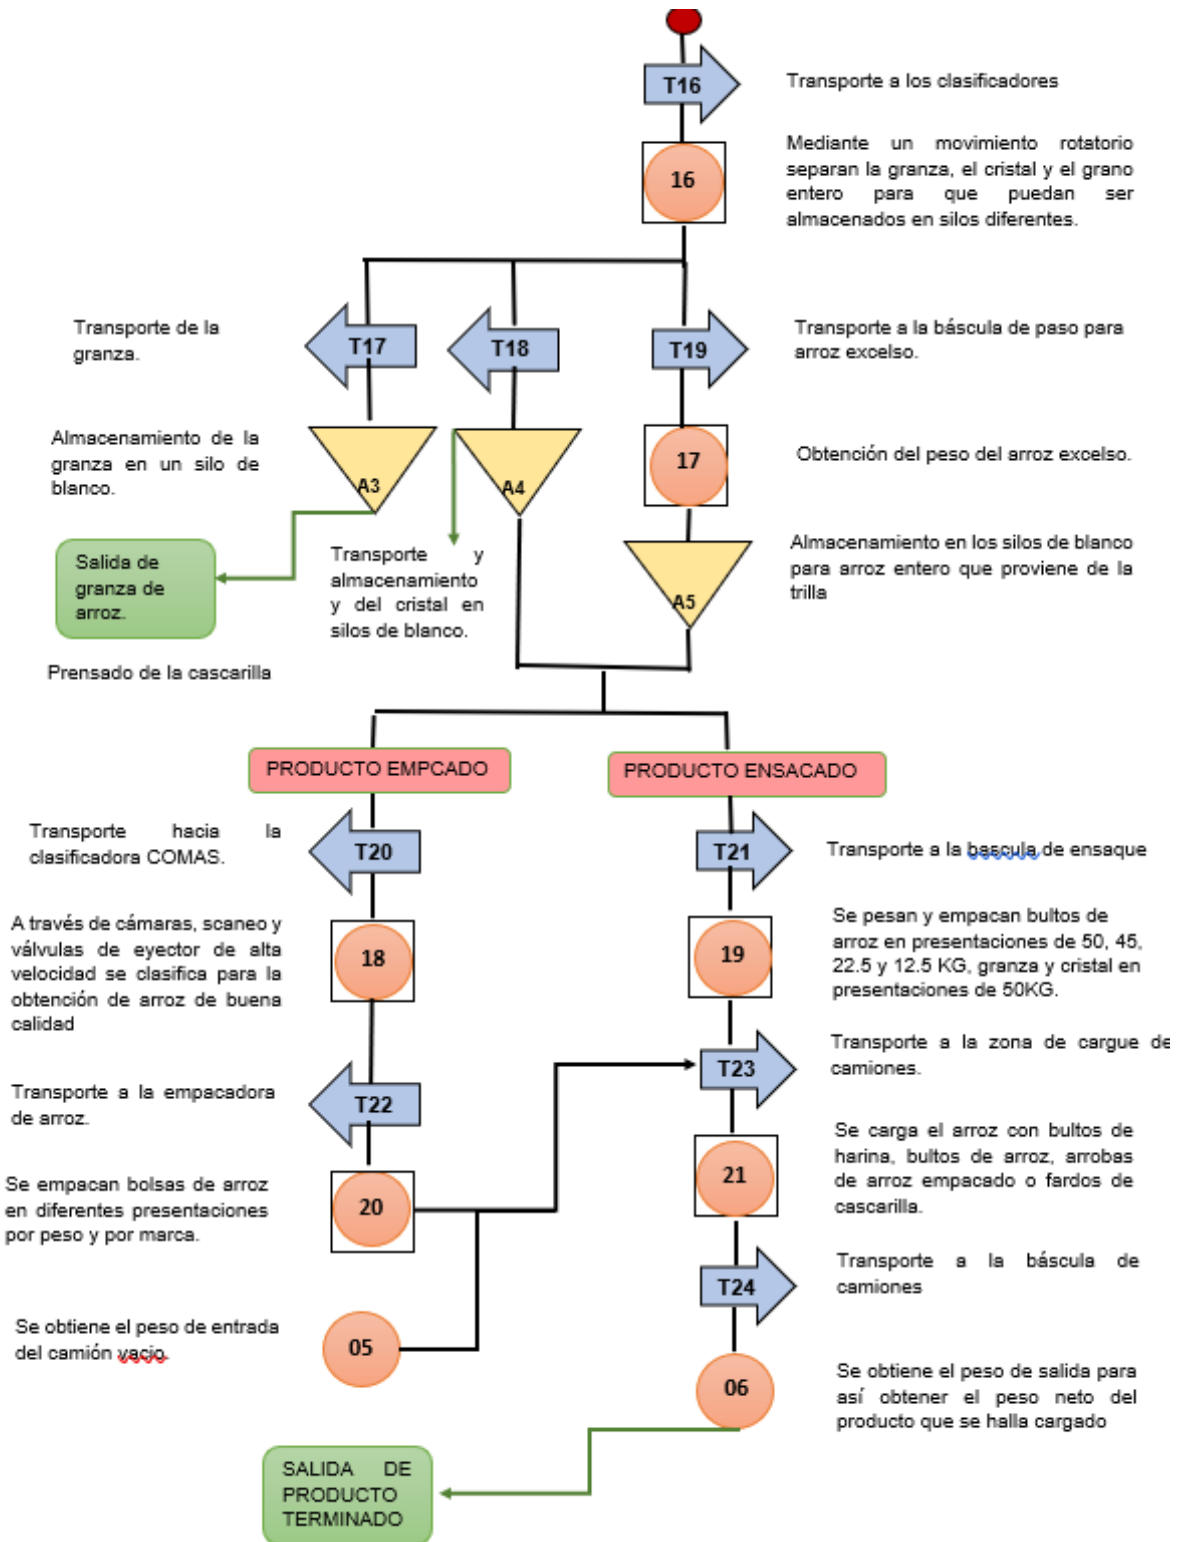 T16
Transporte a los clasificadores
16
Mediante un movimiento rotatorio
separan la granza, el cristal y el grano
entero para que puedan ser
almacenados en silos diferentes.
Transporte de la
granza.
T17
T18
T19
Transporte a la báscula de paso para
arroz excelso.
Almacenamiento de la
granza en un silo de
blanco.
A3
A4
17
Obtención del peso del arroz excelso.
Salida de
granza de
arroz.
Transporte y
almacenamiento
y del cristal en
silos de blanco.
A5
Almacenamiento en los silos de blanco
para arroz entero que proviene de la
trilla
Prensado de la cascarilla
PRODUCTO EMPCADO
PRODUCTO ENSACADO
Transporte hacia la
clasificadora COMAS.
T20
T21
Transporte a la bascula de ensaque
A través de cámaras, scaneo y
válvulas de eyector de alta
velocidad se clasifica para la
obtención de arroz de buena
calidad
18
19
Se pesan y empacan bultos de
arroz en presentaciones de 50, 45,
22.5 y 12.5 KG, granza y cristal en
presentaciones de 50KG.
Transporte a la empacadora
de arroz.
T22
T23
Transporte a la zona de cargue de
camiones.
Se empacan bolsas de arroz
en diferentes presentaciones
por peso y por marca.
20
21
Se carga el arroz con bultos de
harina, bultos de arroz, arrobas
de arroz empacado o fardos de
cascarilla.
T24
Transporte a la báscula de
camiones
Se obtiene el peso de entrada
del camión vacio.
05
06
Se obtiene el peso de salida para
así obtener el peso neto del
producto que se halla cargado
SALIDA DE
PRODUCTO
TERMINADO